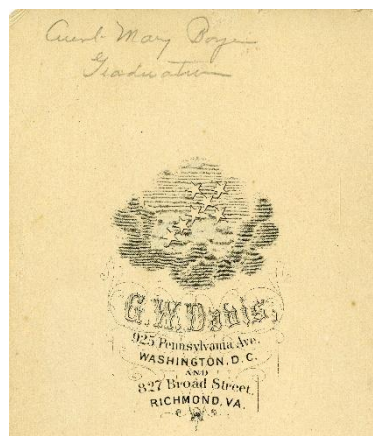 Aunt Mary Boyer
Graduation
G. W. Davis,
925 Pennsylvania Ave.
WASHINGTON, D.C.
AND
827 Broad Street,
RICHMOND, VA.